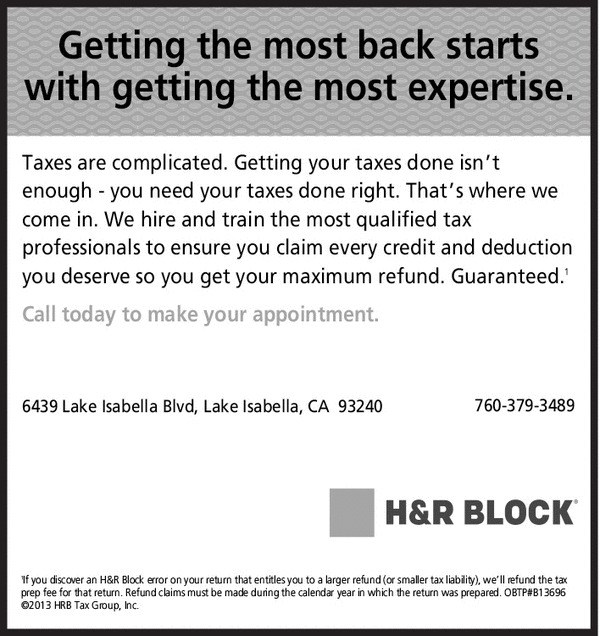 Getting the most back starts
with getting the most expertise.
Taxes are complicated. Getting your taxes done isn't
enough - you need your taxes done right. That's where we
come in. We hire and train the most qualified tax
professionals to ensure you claim every credit and deduction
you deserve so you get your maximum refund. Guaranteed.¹
Call today to make your appointment.
6439 Lake Isabella Blvd, Lake Isabella, CA 93240 760-379-3489
H&R BLOCK®
¹If you discover an H&R Block error on your return that entitles you to a larger refund (or smaller tax liability), we'll refund the tax
prep fee for that return. Refund claims must be made during the calendar year in which the return was prepared. OBTP#B13696
©2013 HRB Tax Group, Inc.